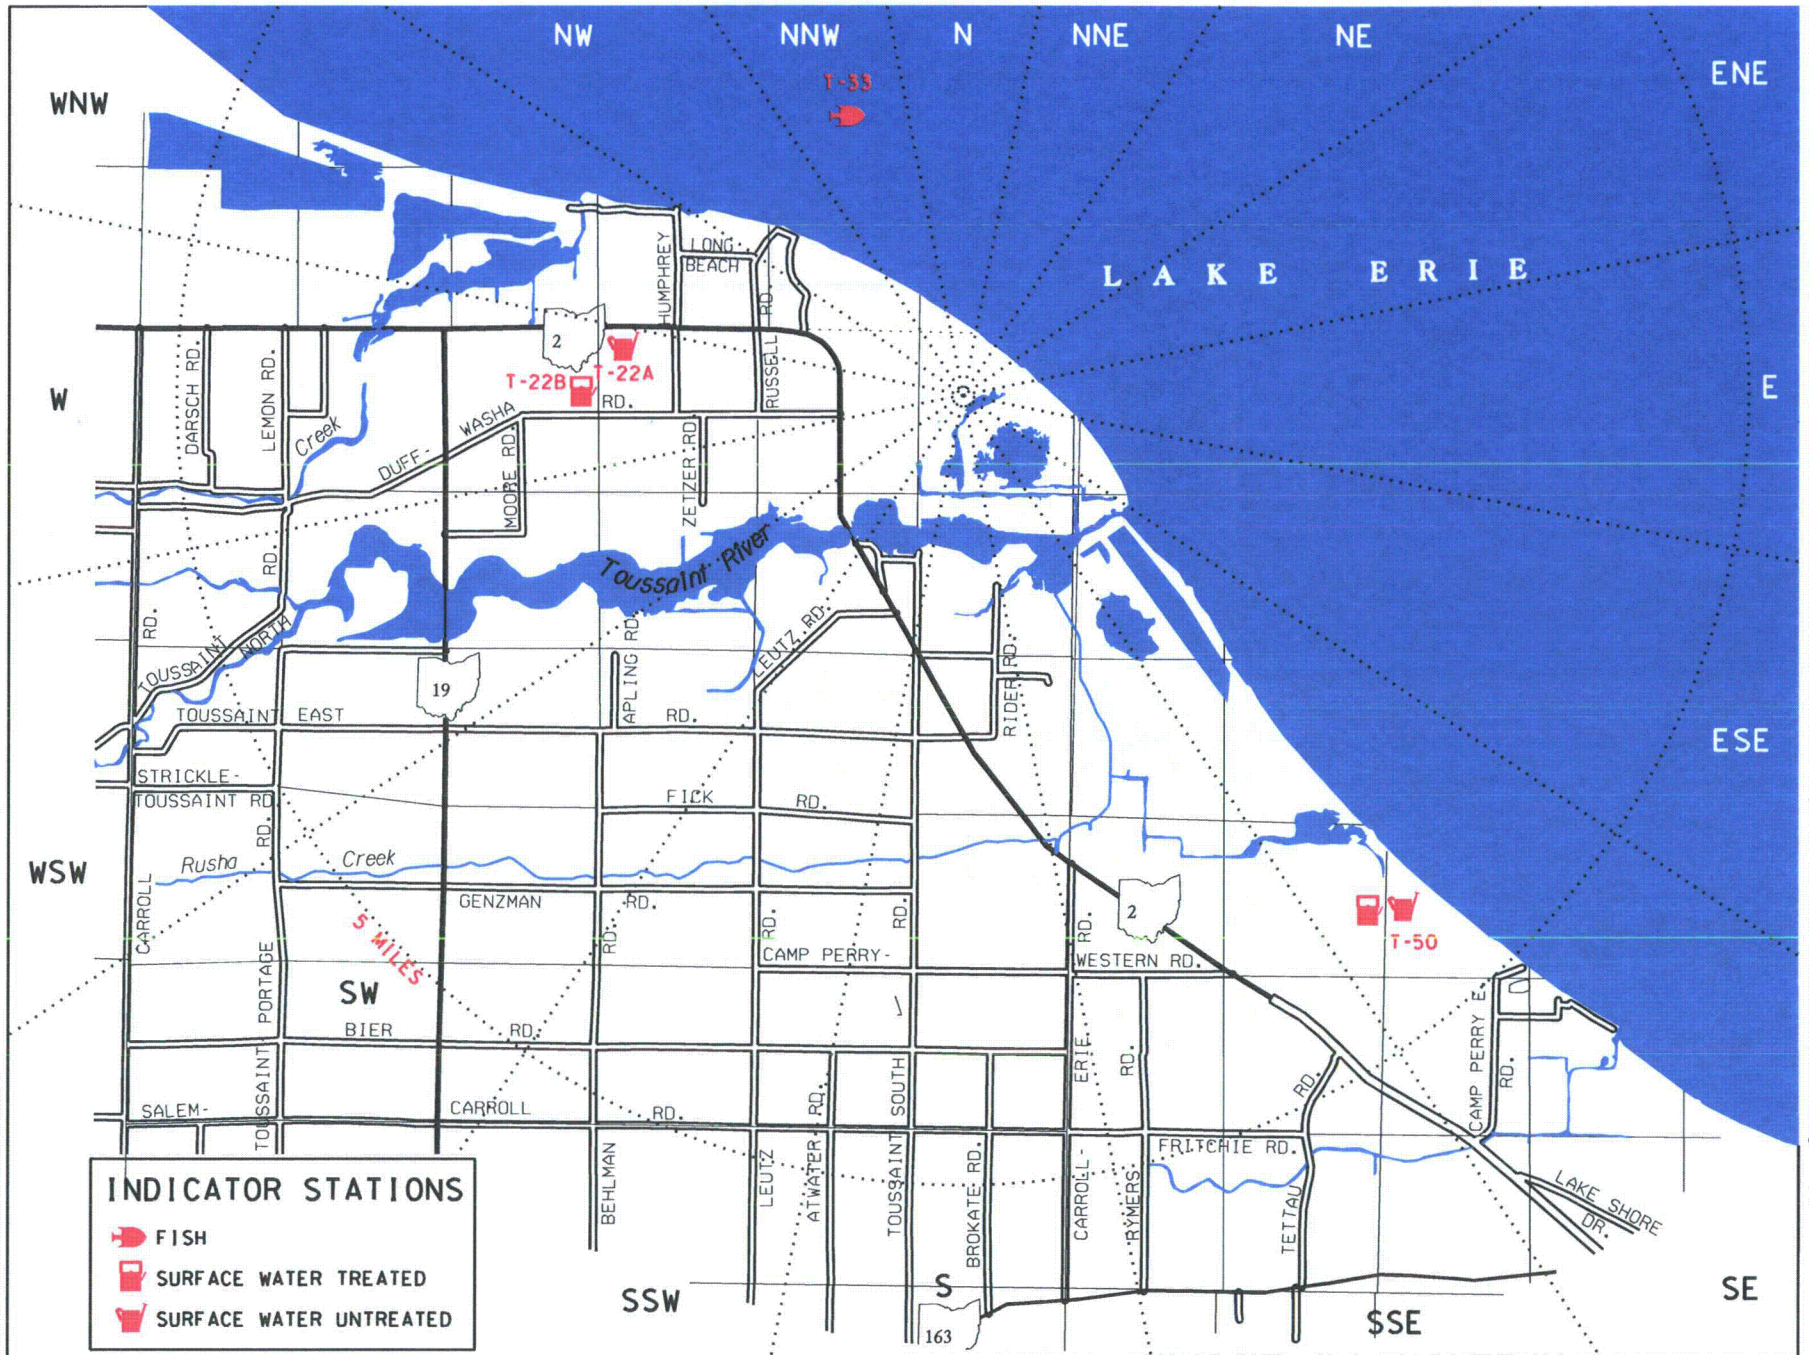 NW
NNW
N
NNE
NE
ENE
WNW
T-33
LAKE ERIE
HUMPHREY
LONG
BEACH
RD.
2
T-22B
T-22A
RD.
W
E
DARSCH RD.
LEMON RD.
Creek
DUFF-
WASHA
RUSSELL
MOORE RD.
ZETZER RD.
Toussaint River
RD.
RD.
TOUSSAINT
NORTH
19
APLING RD.
LEUTZ RD.
RIDER RD.
TOUSSAINT EAST
RD.
ESE
STRICKLE-
TOUSSAINT RD.
FICK
RD.
RD.
Rusha
Creek
WSW
CARROLL
GENZMAN
RD.
2
T-50
5 MILES
RD.
RD.
RD.
RD.
CAMP PERRY-
WESTERN RD.
SW
PORTAGE
BIER
RD.
ERIE
RD.
RD.
CAMP PERRY E.
RD.
SALEM-
CARROLL
RD.
TOUSSAINT-
ATWATER RD.
TOUSSAINT SOUTH
FRITCHIE RD.
BEHLMAN
LEUTZ
BROKATE RD.
CARROLL-
RYMERS
TETTAU
LAKE SHORE
DR.
INDICATOR STATIONS
FISH
SURFACE WATER TREATED
SURFACE WATER UNTREATED
SSW
S
163
SSE
SE